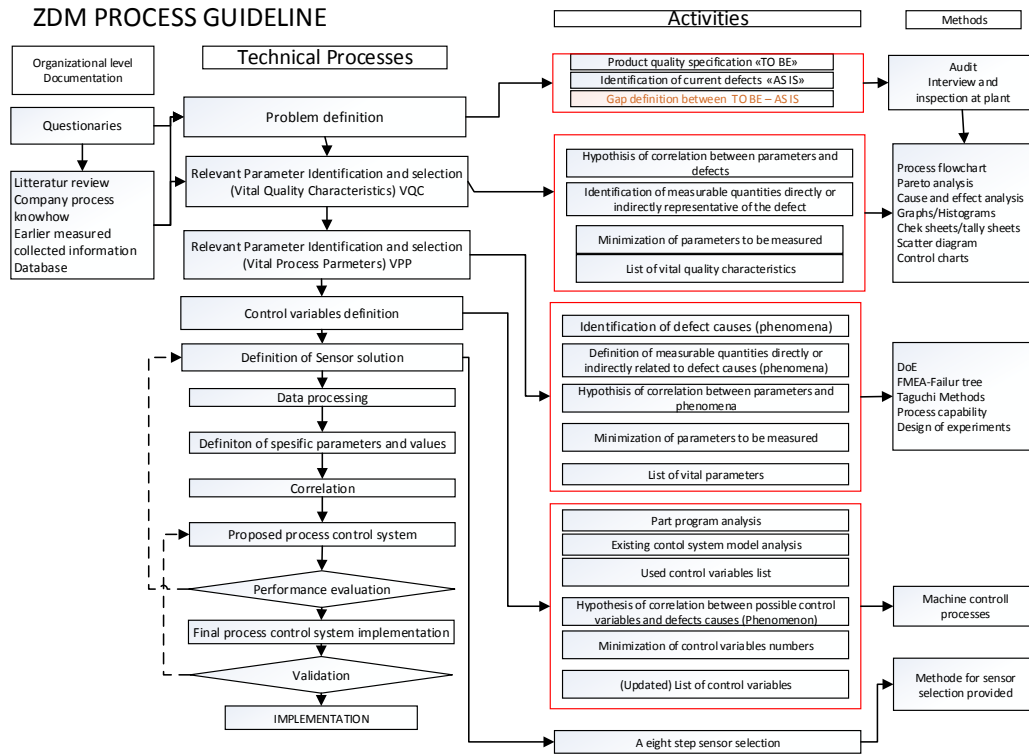 ZDM PROCESS GUIDELINE
Organizational level
Documentation
Questionaries
Litteratur review
Company process
knowhow
Earlier measured
collected information
Database
Technical Processes
Problem definition
Relevant Parameter Identification and selection
(Vital Quality Characteristics) VQC
Relevant Parameter Identification and selection
(Vital Process Parmeters) VPP
Control variables definition
Definition of Sensor solution
Data processing
Definiton of spesific parameters and values
Correlation
Proposed process control system
Performance evaluation
Final process control system implementation
Validation
IMPLEMENTATION
Activities
Product quality specification «TO BE»
Identification of current defects «AS IS»
Gap definition between TO BE – AS IS
Hypothisis of correlation between parameters and
defects
Identification of measurable quantities directly or
indirectly representative of the defect
Minimization of parameters to be measured
List of vital quality characteristics
Identification of defect causes (phenomena)
Definition of measurable quantities directly or
indirectly related to defect causes (phenomena)
Hypothisis of correlation between parameters and
phenomena
Minimization of parameters to be measured
List of vital parameters
Part program analysis
Existing contol system model analysis
Used control variables list
Hypothesis of correlation between possible control
variables and defects causes (Phenomenon)
Minimization of control variables numbers
(Updated) List of control variables
A eight step sensor selection
Methods
Audit
Interview and
inspection at plant
Process flowchart
Pareto analysis
Cause and effect analysis
Graphs/Histograms
Chek sheets/tally sheets
Scatter diagram
Control charts
DoE
FMEA-Failur tree
Taguchi Methods
Process capability
Design of experiments
Machine controll
processes
Methode for sensor
selection provided